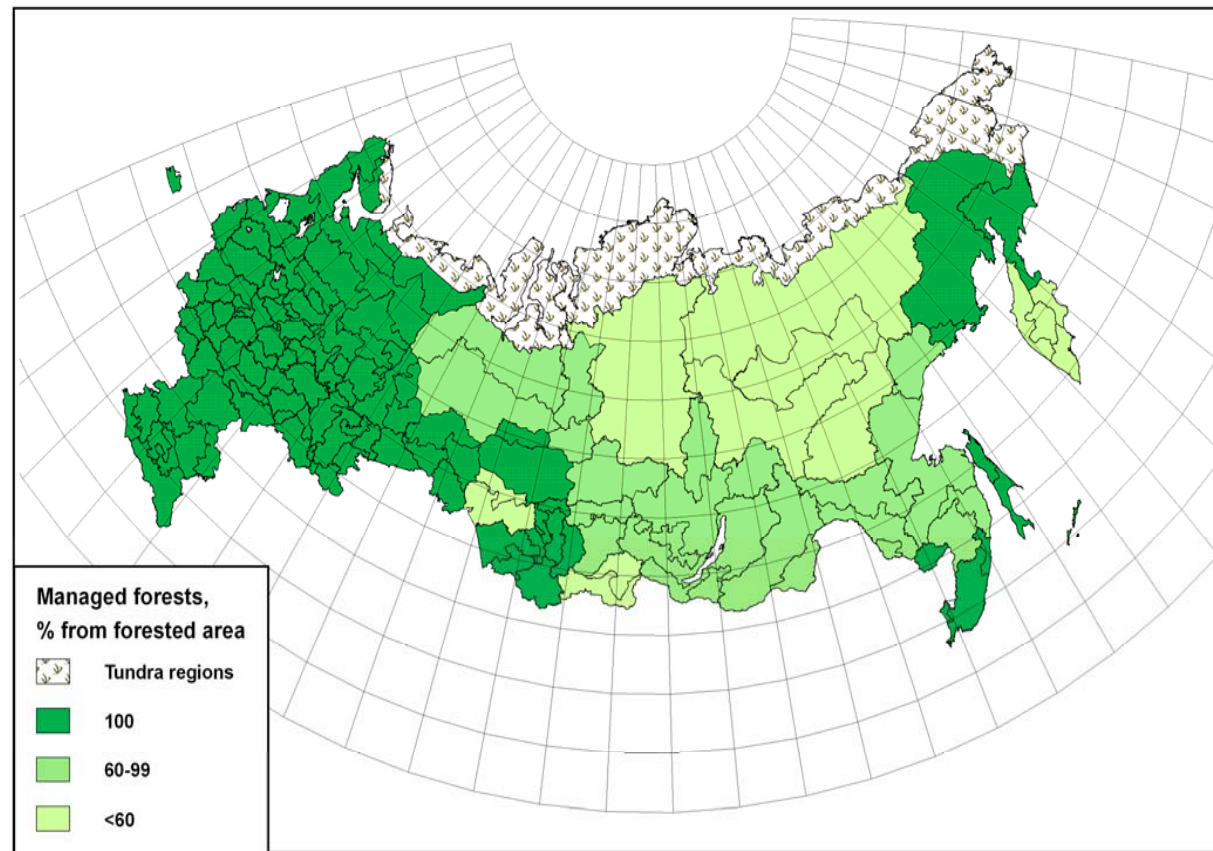 Managed forests,
% from forested area
Tundra regions
100
60-99
<60